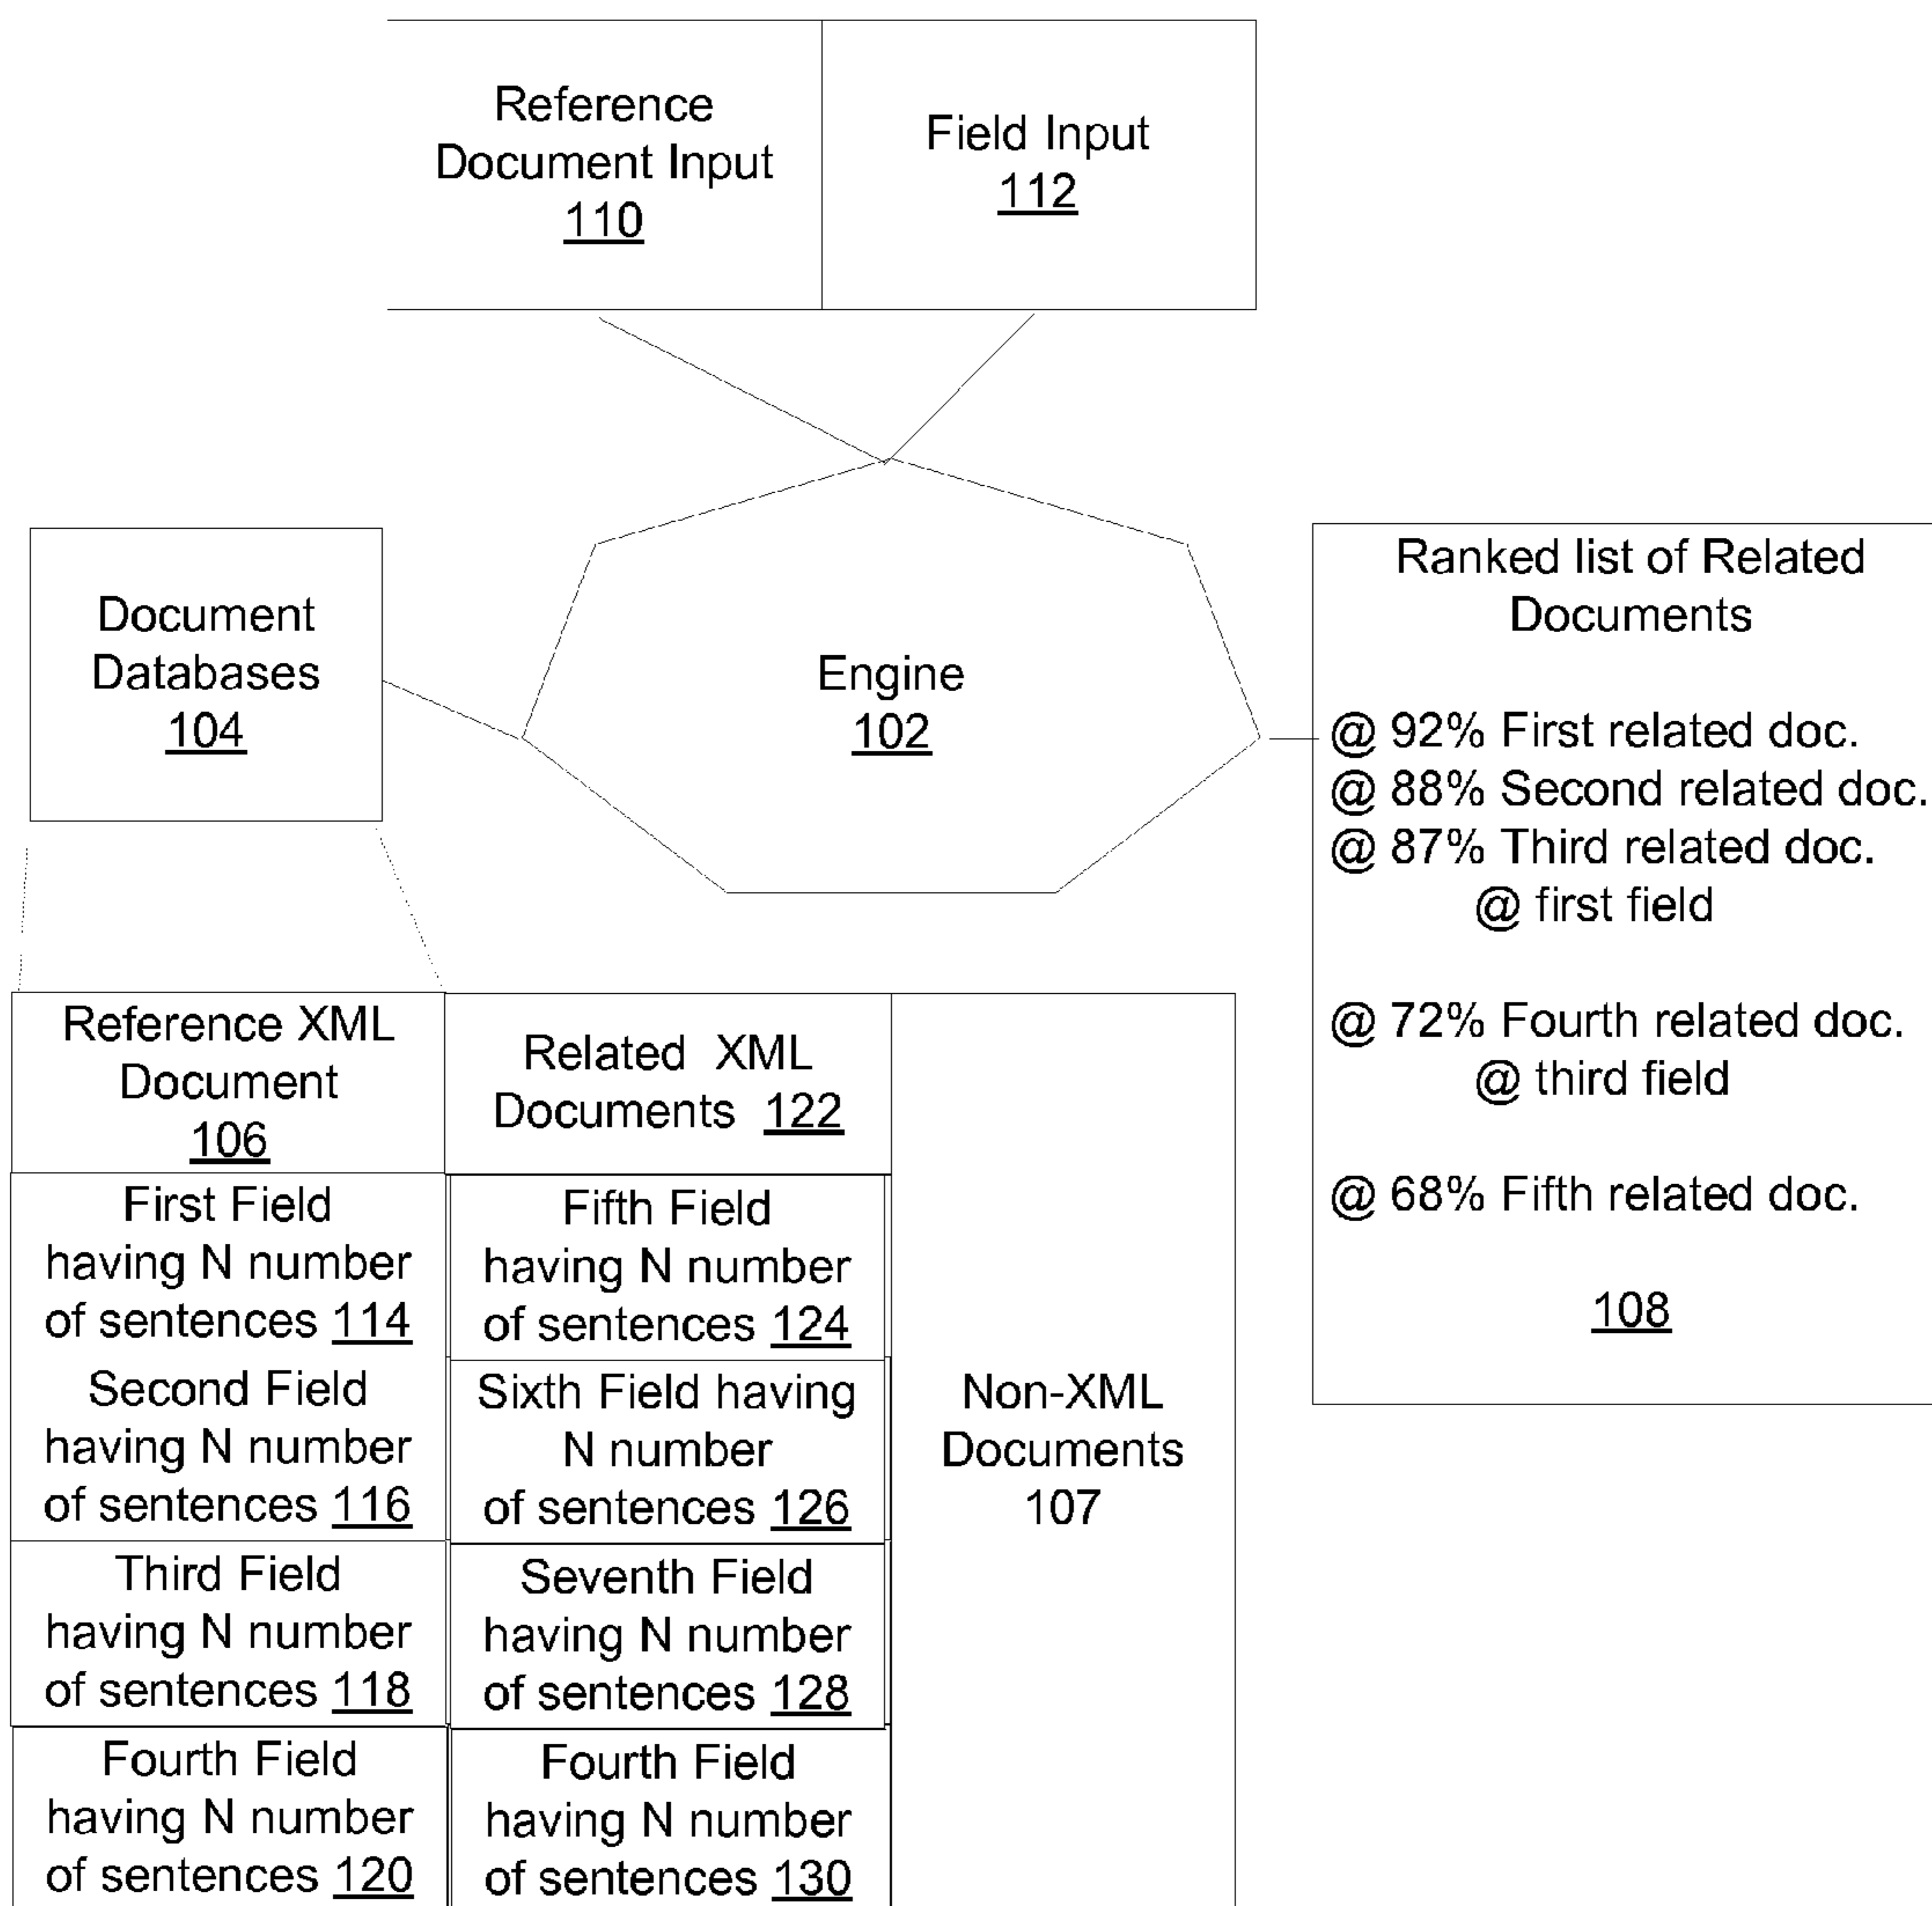 Reference
Document Input
110
Field Input
112
Document
Databases
104
Engine
102
Ranked list of Related
Documents
@ 92% First related doc.
@ 88% Second related doc.
@ 87% Third related doc.
@ first field
@ 72% Fourth related doc.
@ third field
@ 68% Fifth related doc.
108
Reference XML
Document
106
First Field
having N number
of sentences 114
Second Field
having N number
of sentences 116
Third Field
having N number
of sentences 118
Fourth Field
having N number
of sentences 120
Related XML
Documents 122
Fifth Field
having N number
of sentences 124
Sixth Field having
N number
of sentences 126
Seventh Field
having N number
of sentences 128
Fourth Field
having N number
of sentences 130
Non-XML
Documents
107